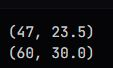 (47, 23.5)
(60, 30.0)